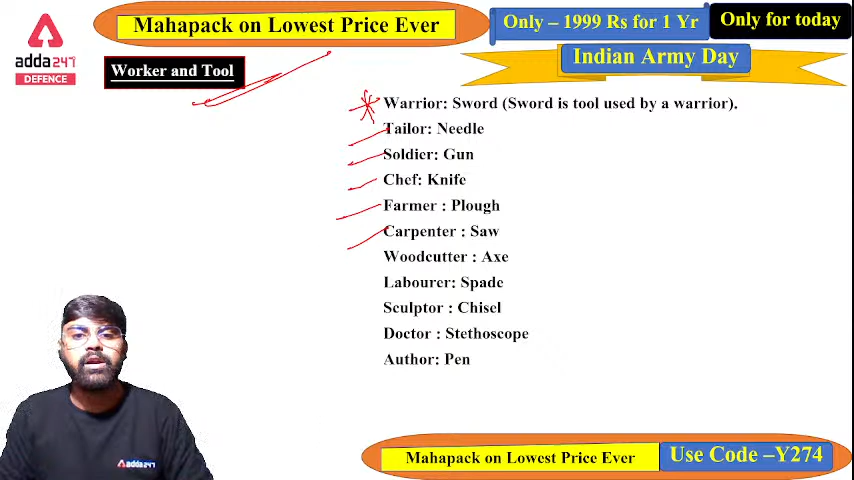 Mahapack on Lowest Price Ever
Only – 1999 Rs for 1 Yr
Only for today
adda247
DEFENCE
Indian Army Day
Worker and Tool
Warrior: Sword (Sword is tool used by a warrior).
Tailor: Needle
Soldier: Gun
Chef: Knife
Farmer : Plough
Carpenter : Saw
Woodcutter : Axe
Labourer: Spade
Sculptor : Chisel
Doctor : Stethoscope
Author: Pen
adda247
Mahapack on Lowest Price Ever
Use Code –Y274